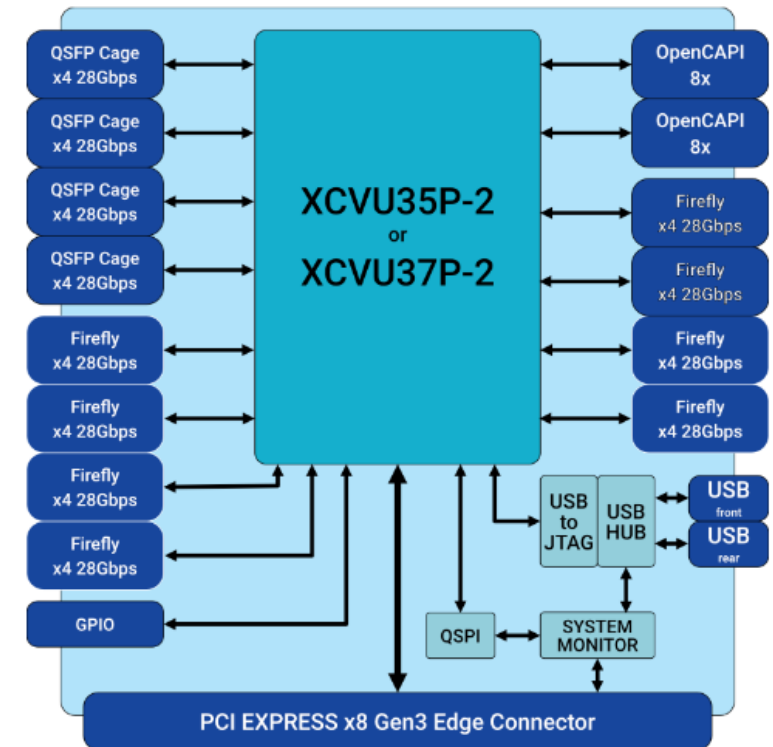 QSFP Cage
x4 28Gbps
QSFP Cage
x4 28Gbps
QSFP Cage
x4 28Gbps
QSFP Cage
x4 28Gbps
Firefly
x4 28Gbps
Firefly
x4 28Gbps
Firefly
x4 28Gbps
Firefly
x4 28Gbps
GPIO
XCVU35P-2
or
XCVU37P-2
OpenCAPI
8x
OpenCAPI
8x
Firefly
x4 28Gbps
Firefly
x4 28Gbps
Firefly
x4 28Gbps
Firefly
x4 28Gbps
USB
to
JTAG
USB
HUB
USB
front
USB
rear
QSPI
SYSTEM
MONITOR
PCI EXPRESS x8 Gen3 Edge Connector